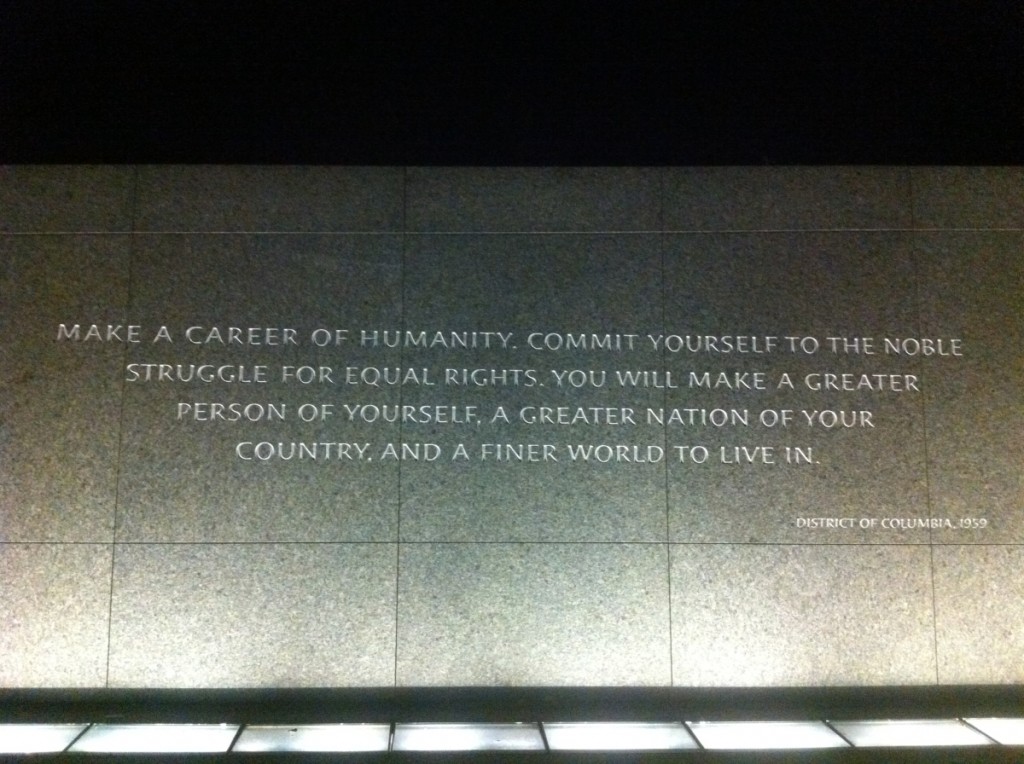 MAKE A CAREER OF HUMANITY. COMMIT YOURSELF TO THE NOBLE
STRUGGLE FOR EQUAL RIGHTS. YOU WILL MAKE A GREATER
PERSON OF YOURSELF, A GREATER NATION OF YOUR
COUNTRY, AND A FINER WORLD TO LIVE IN.
DISTRICT OF COLUMBIA, 1959